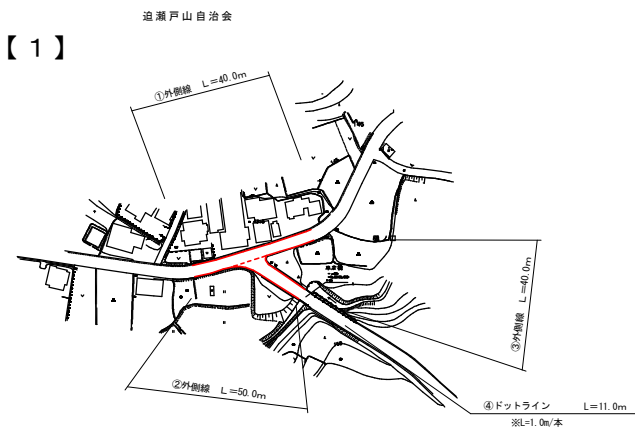 迫瀬戸山自治会
【1】
①外側線 L=40.0m
③外側線 L=40.0m
②外側線 L=50.0m
④ドットライン L=11.0m
※L=1.0m/本